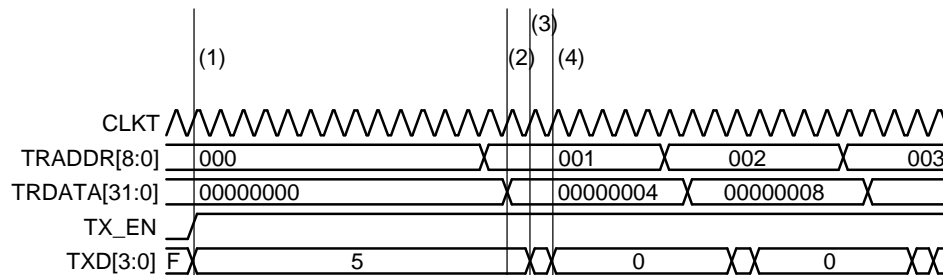 (3)
(1) (2) (4)
CLKT
TRADDR[8:0] 000 001 002 003
TRDATA[31:0] 00000000 00000004 00000008
TX_EN
TXD[3:0] F 5 0 0